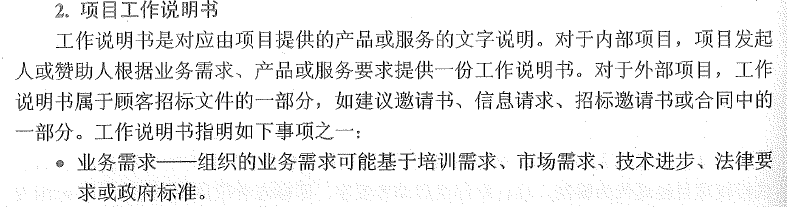 2. 项目工作说明书
工作说明书是对应由项目提供的产品或服务的文字说明。对于内部项目，项目发起
人或赞助人根据业务需求、产品或服务要求提供一份工作说明书。对于外部项目，工作
说明书属于顾客招标文件的一部分，如建议邀请书、信息请求、招标邀请书或合同中的
一部分。工作说明书指明如下事项之一：
● 业务需求——组织的业务需求可能基于培训需求、市场需求、技术进步、法律要
求或政府标准。